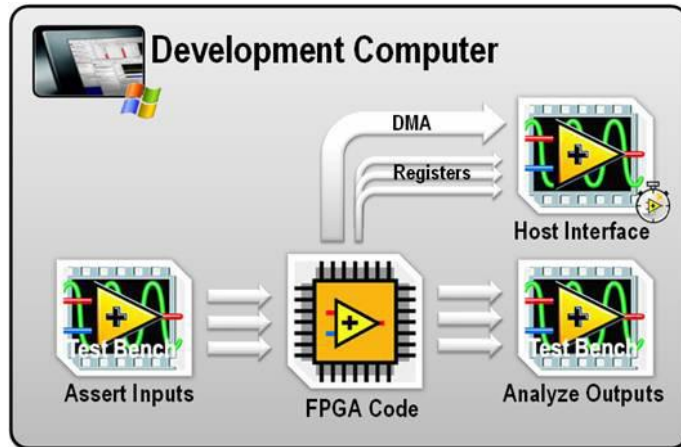 Development Computer
DMA
Registers
Host Interface
Test Bench
Assert Inputs
FPGA Code
Test Bench
Analyze Outputs